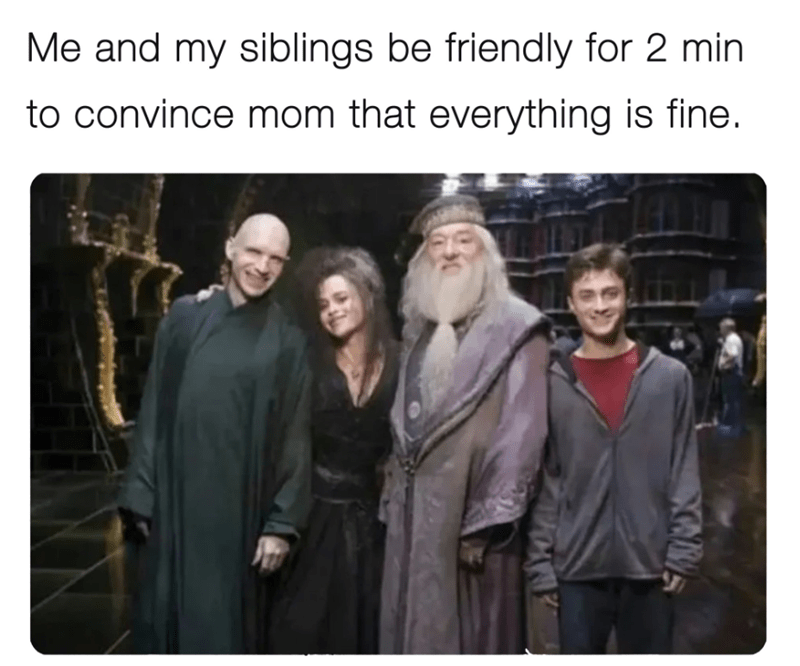 Me and my siblings be friendly for 2 min
to convince mom that everything is fine.